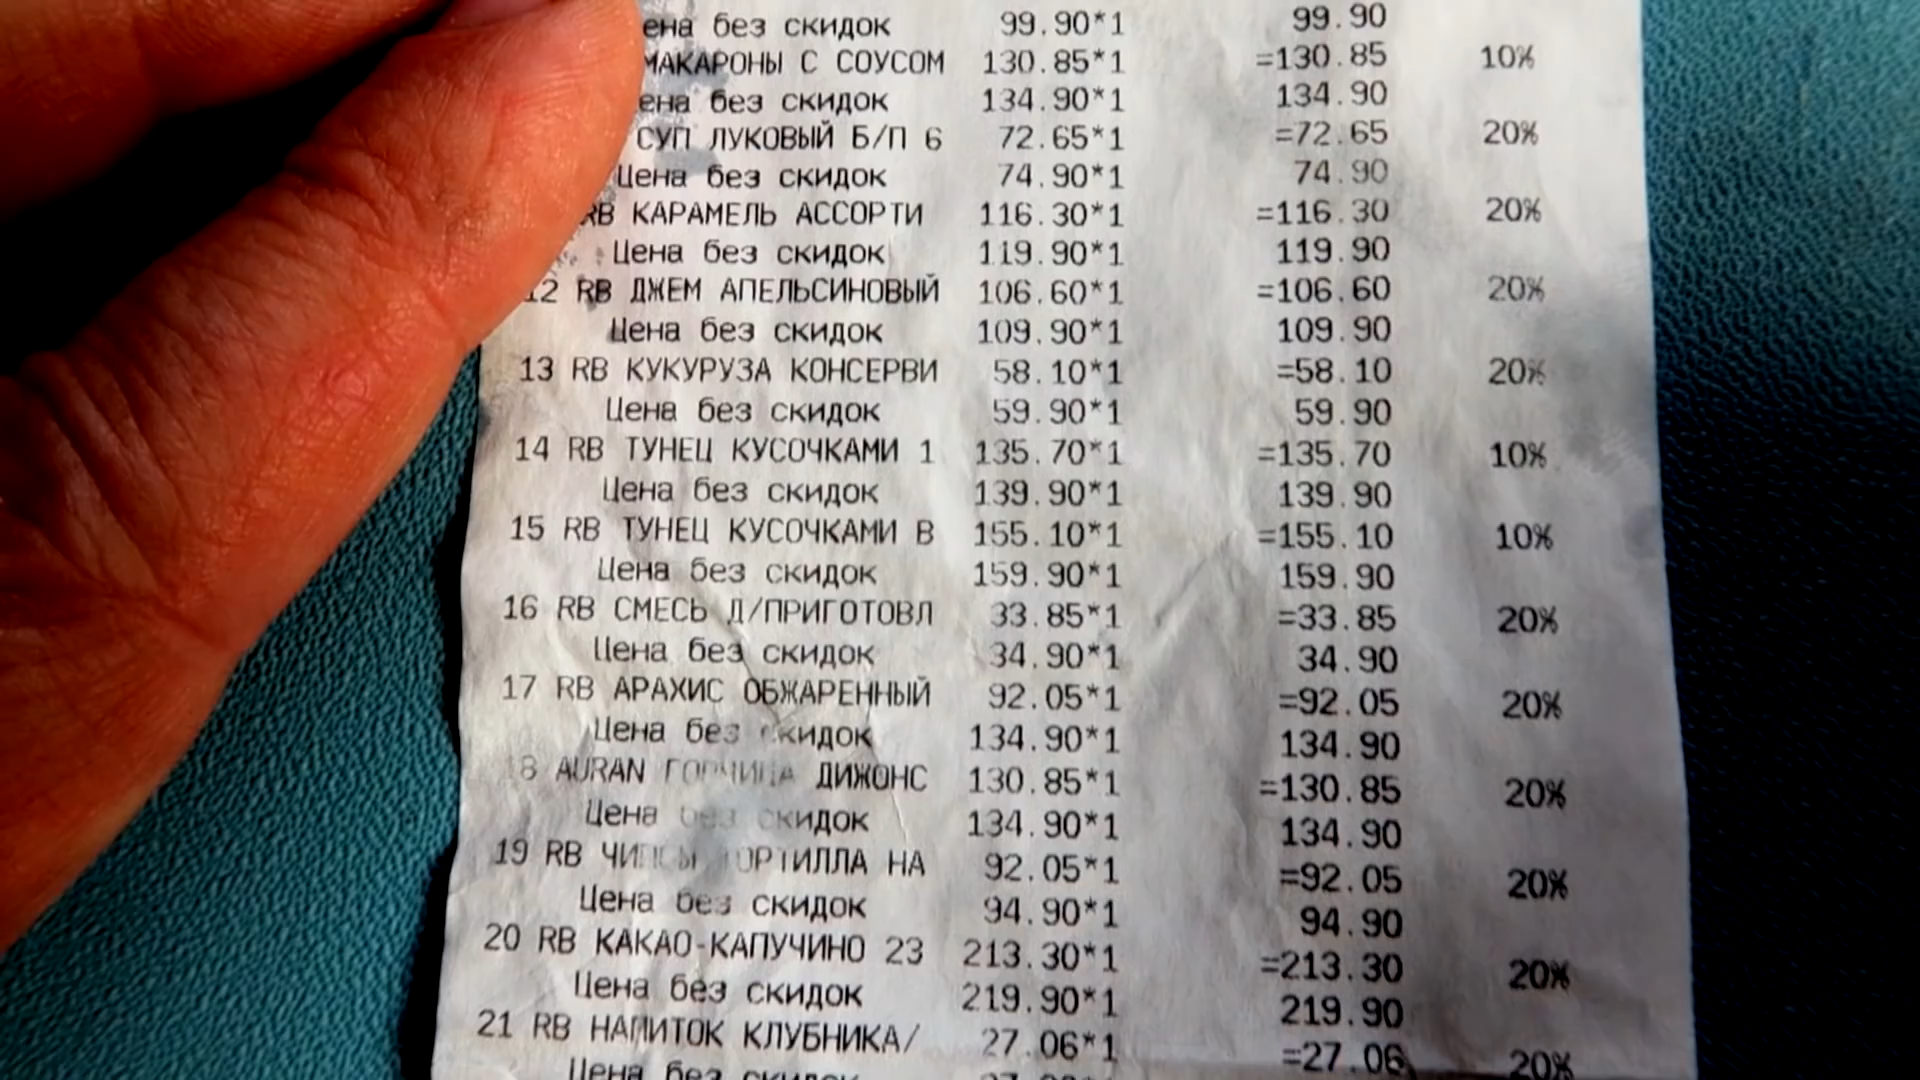 ена без скидок 99.90*1 99.90
МАКАРОНЫ С СОУСОМ 130.85*1 =130.85 10%
ена без скидок 134.90*1 134.90
СУП ЛУКОВЫЙ Б/П 6 72.65*1 =72.65 20%
Цена без скидок 74.90*1 74.90
RB КАРАМЕЛЬ АССОРТИ 116.30*1 =116.30 20%
Цена без скидок 119.90*1 119.90
12 RB ДЖЕМ АПЕЛЬСИНОВЫЙ 106.60*1 =106.60 20%
Цена без скидок 109.90*1 109.90
13 RB КУКУРУЗА КОНСЕРВИ 58.10*1 =58.10 20%
Цена без скидок 59.90*1 59.90
14 RB ТУНЕЦ КУСОЧКАМИ 1 135.70*1 =135.70 10%
Цена без скидок 139.90*1 139.90
15 RB ТУНЕЦ КУСОЧКАМИ В 155.10*1 =155.10 10%
Цена без скидок 159.90*1 159.90
16 RB СМЕСЬ Д/ПРИГОТОВЛ 33.85*1 =33.85 20%
Цена без скидок 34.90*1 34.90
17 RB АРАХИС ОБЖАРЕННЫЙ 92.05*1 =92.05 20%
Цена без скидок 134.90*1 134.90
18 AURAN ГОРЧИЦА ДИЖОНС 130.85*1 =130.85 20%
Цена без скидок 134.90*1 134.90
19 RB ЧИПСЫ ТОРТИЛЛА НА 92.05*1 =92.05 20%
Цена без скидок 94.90*1 94.90
20 RB КАКАО-КАПУЧИНО 23 213.30*1 =213.30 20%
Цена без скидок 219.90*1 219.90
21 RB НАПИТОК КЛУБНИКА/ 27.06*1 =27.06 20%
Цена без скидок